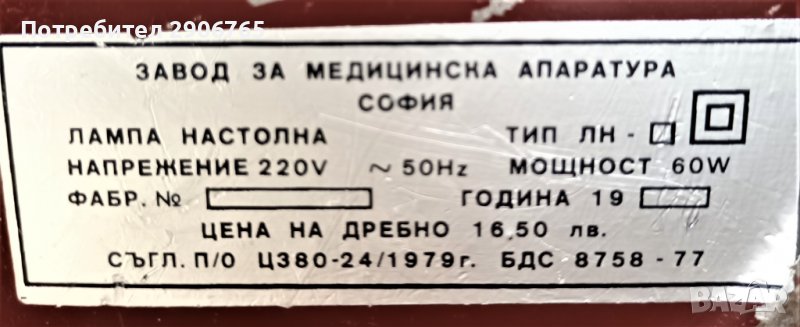 Потребител 2906765
ЗАВОД ЗА МЕДИЦИНСКА АПАРАТУРА
СОФИЯ
ЛАМПА НАСТОЛНА ТИП ЛН -
НАПРЕЖЕНИЕ 220V ~ 50Hz МОЩНОСТ 60W
ФАБР. № ГОДИНА 19
ЦЕНА НА ДРЕБНО 16,50 лв.
СЪГЛ. П/О ЦЗ80-24/1979г. БДС 8758 - 77
BAZAR